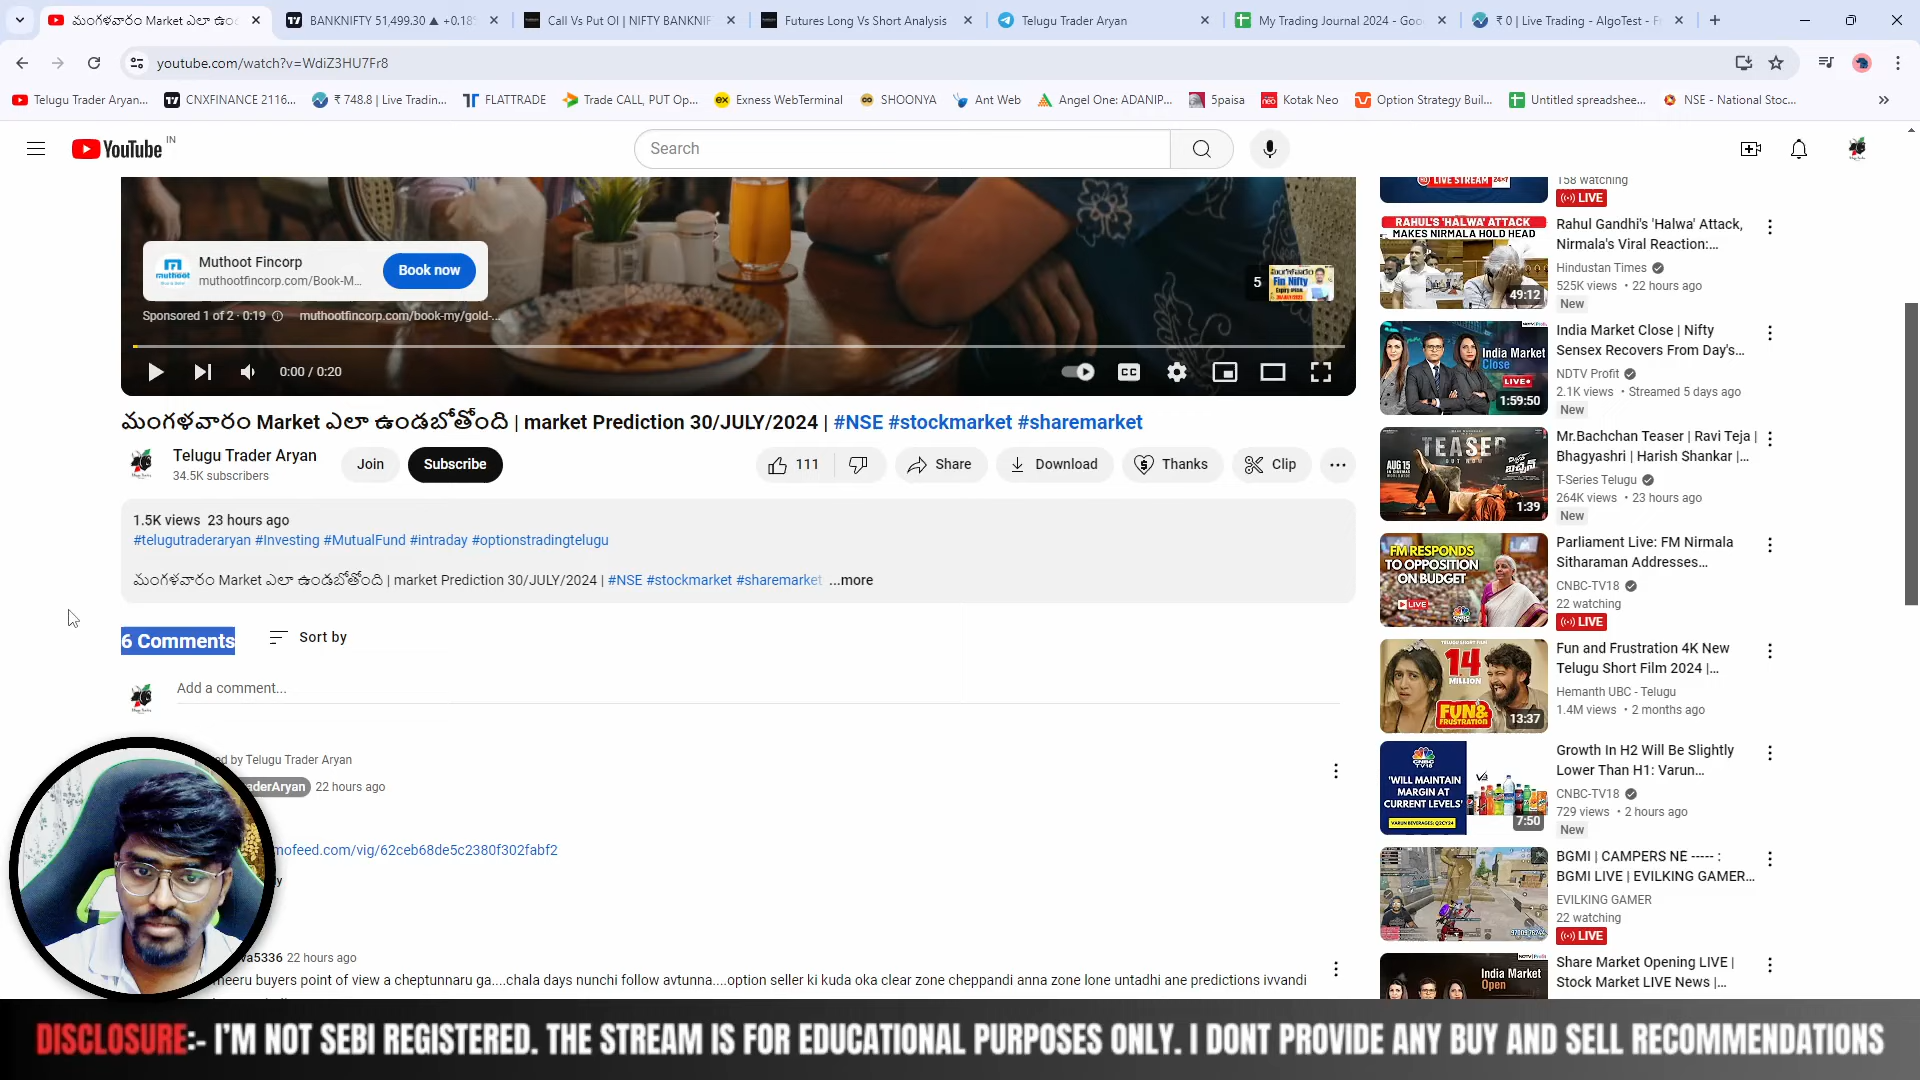 మంగళవారం Market ఎలా ఉం
BANKNIFTY 51,499.30 ▲ +0.18
Call Vs Put OI | NIFTY BANKNIF
Futures Long Vs Short Analysis
Telugu Trader Aryan
My Trading Journal 2024 - Goo
₹ 0 | Live Trading - AlgoTest - F
youtube.com/watch?v=WdiZ3HU7Fr8
Telugu Trader Aryan...
CNXFINANCE 2116...
₹ 748.8 | Live Tradin...
FLATTRADE
Trade CALL, PUT Op...
Exness WebTerminal
SHOONYA
Ant Web
Angel One: ADANIP...
5paisa
Kotak Neo
Option Strategy Buil...
Untitled spreadshee...
NSE - National Stoc...
YouTube IN
Search
Muthoot Fincorp
muthootfincorp.com/Book-M...
Book now
muthoot
Sponsored 1 of 2 · 0:19
muthootfincorp.com/book-my/gold-...
5
మంగళవారం
Fin Nifty
0:00 / 0:20
CC
మంగళవారం Market ఎలా ఉండబోతోంది | market Prediction 30/JULY/2024 | #NSE #stockmarket #sharemarket
Telugu Trader Aryan
34.5K subscribers
Join
Subscribe
111
Share
Download
Thanks
Clip
1.5K views 23 hours ago
#telugutraderaryan #Investing #MutualFund #intraday #optionstradingtelugu
మంగళవారం Market ఎలా ఉండబోతోంది | market Prediction 30/JULY/2024 | #NSE #stockmarket #sharemarket ...more
6 Comments
Sort by
Add a comment...
ed by Telugu Trader Aryan
aderAryan 22 hours ago
mofeed.com/vig/62ceb68de5c2380f302fabf2
va5336 22 hours ago
meeru buyers point of view a cheptunnaru ga....chala days nunchi follow avtunna....option seller ki kuda oka clear zone cheppandi anna zone lone untadhi ane predictions ivvandi
LIVE STREAM 24×7
158 watching
LIVE
RAHUL'S 'HALWA' ATTACK
MAKES NIRMALA HOLD HEAD
49:12
Rahul Gandhi's 'Halwa' Attack,
Nirmala's Viral Reaction:...
Hindustan Times
525K views • 22 hours ago
New
India Market
Close
LIVE
1:59:50
India Market Close | Nifty
Sensex Recovers From Day's...
NDTV Profit
2.1K views • Streamed 5 days ago
New
TEASER
AUG 15
1:39
Mr.Bachchan Teaser | Ravi Teja |
Bhagyashri | Harish Shankar |...
T-Series Telugu
264K views • 23 hours ago
New
FM RESPONDS
TO OPPOSITION
ON BUDGET
LIVE
Parliament Live: FM Nirmala
Sitharaman Addresses...
CNBC-TV18
22 watching
LIVE
14
MILLION
FUN&
FRUSTRATION
13:37
Fun and Frustration 4K New
Telugu Short Film 2024 |...
Hemanth UBC - Telugu
1.4M views • 2 months ago
'WILL MAINTAIN
MARGIN AT
CURRENT LEVELS'
VARUN BEVERAGES: Q2CY24
7:50
Growth In H2 Will Be Slightly
Lower Than H1: Varun...
CNBC-TV18
729 views • 2 hours ago
New
BGMI | CAMPERS NE ----- :
BGMI LIVE | EVILKING GAMER...
EVILKING GAMER
22 watching
LIVE
India Market
Open
Share Market Opening LIVE |
Stock Market LIVE News |...
DISCLOSURE:- I'M NOT SEBI REGISTERED. THE STREAM IS FOR EDUCATIONAL PURPOSES ONLY. I DONT PROVIDE ANY BUY AND SELL RECOMMENDATIONS